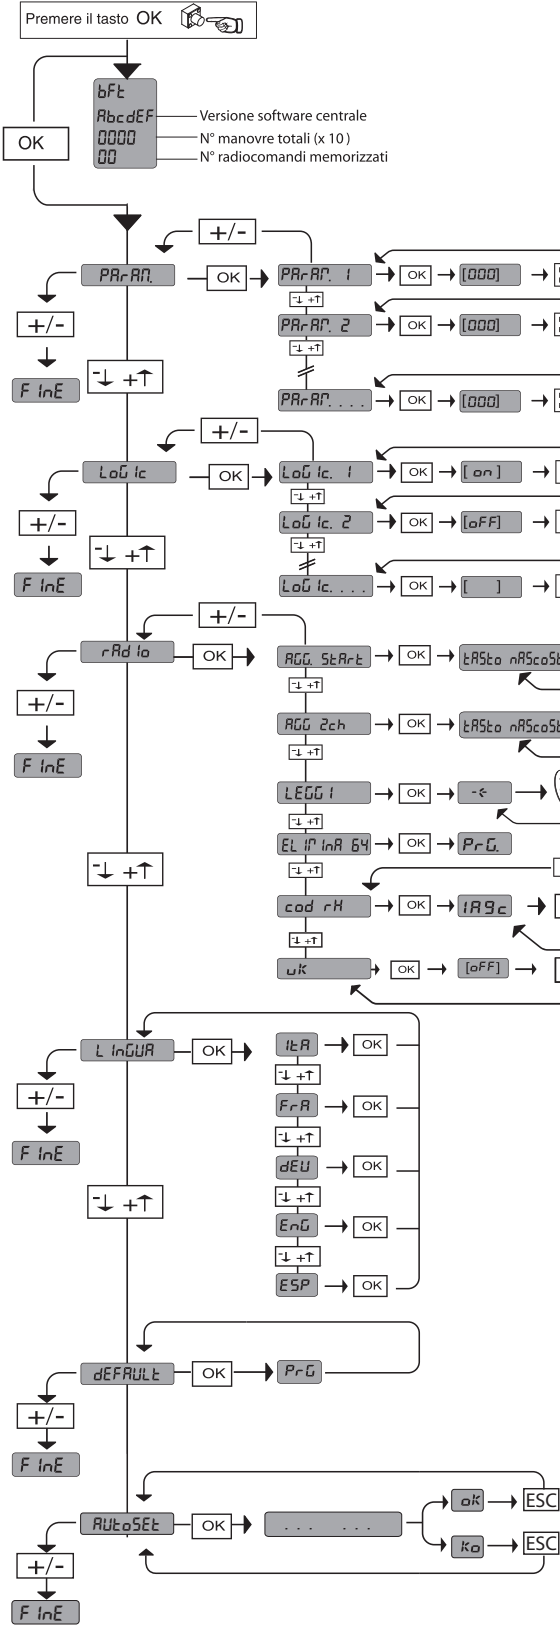 Premere il tasto OK
bFt
AbcdEF
0000
00
Versione software centrale
N° manovre totali (x 10 )
N° radiocomandi memorizzati
OK
+/-
PArAM.
OK
PArAM. 1
OK
[000]
-↓ +↑
+/-
FInE
-↓ +↑
PArAM. 2
OK
[000]
-↓ +↑
PArAM. . . .
OK
[000]
+/-
LoGIc
OK
LoGIc. 1
OK
[ on ]
-↓ +↑
+/-
FInE
-↓ +↑
LoGIc. 2
OK
[oFF]
-↓ +↑
LoGIc. . . .
OK
[ ]
+/-
rAdIo
OK
AGG. StArt
OK
tASto nAScoSt
-↓ +↑
+/-
FInE
AGG 2ch
OK
tASto nAScoSt
-↓ +↑
LEGGI
OK
-↓ +↑
ELIMInA 64
OK
PrG.
-↓ +↑
-↓ +↑
cod rH
OK
1A9c
-↓ +↑
uK
OK
[oFF]
LInGUA
OK
ItA
OK
-↓ +↑
+/-
FInE
FrA
OK
-↓ +↑
dEU
OK
-↓ +↑
-↓ +↑
EnG
OK
-↓ +↑
ESP
OK
dEFAULt
OK
PrG
+/-
FInE
AUtoSEt
OK
. . . . . .
oK
ESC
Ko
ESC
+/-
FInE